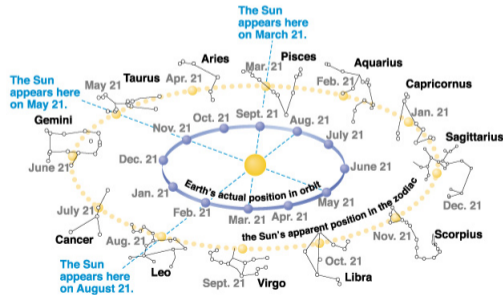 The Sun
appears here
on March 21.
Aries
Pisces
Mar. 21
Aquarius
Feb. 21
Capricornus
Jan. 21
The Sun
appears here
on May 21.
May 21
Taurus
Apr. 21
Gemini
June 21
Sagittarius
Dec. 21
Nov. 21
Oct. 21
Sept. 21
Aug. 21
July 21
Dec. 21
June 21
Jan. 21
Earth's actual position in orbit
May 21
Feb. 21
Mar. 21
Apr. 21
July 21
Cancer
the Sun's apparent position in the zodiac
Aug. 21
Leo
The Sun
appears here
on August 21.
Sept. 21
Virgo
Oct. 21
Libra
Nov. 21
Scorpius